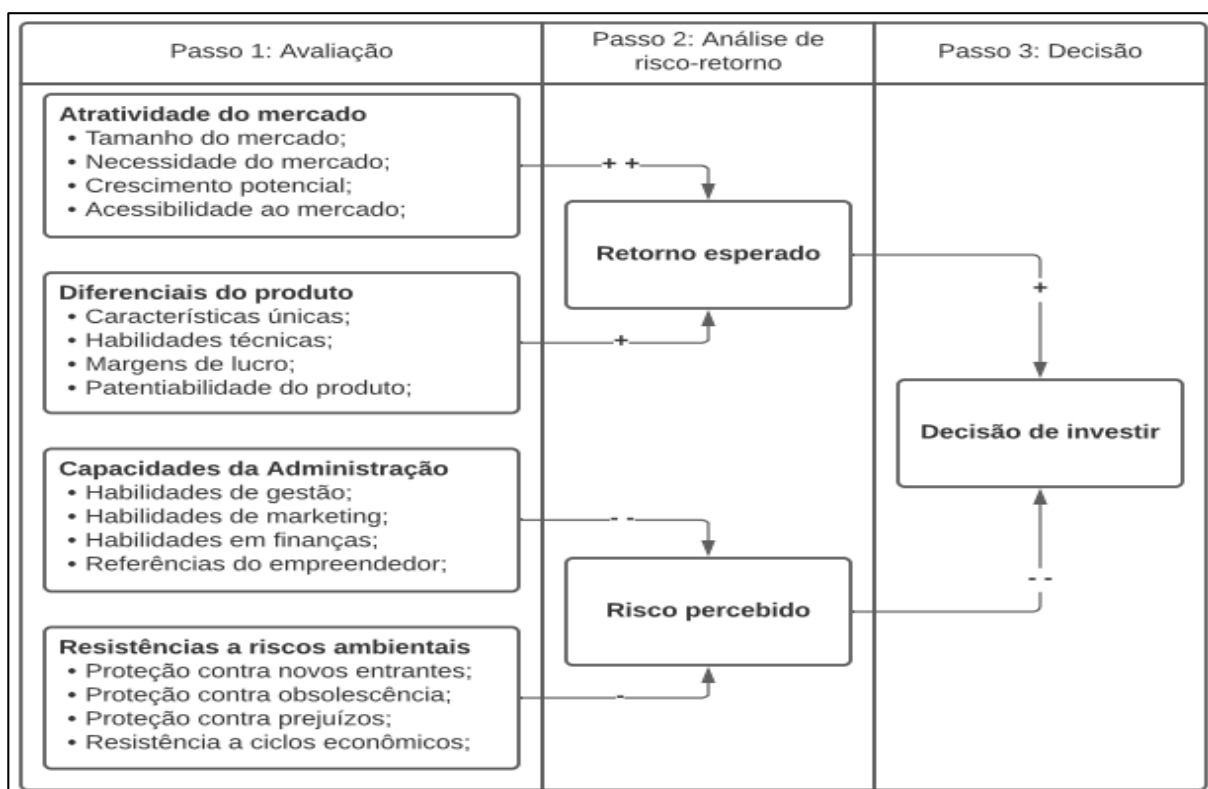 Passo 1: Avaliação
Passo 2: Análise de
risco-retorno
Passo 3: Decisão
Atratividade do mercado
• Tamanho do mercado;
• Necessidade do mercado;
• Crescimento potencial;
• Acessibilidade ao mercado;
+ +
Retorno esperado
Diferenciais do produto
• Características únicas;
• Habilidades técnicas;
• Margens de lucro;
• Patentiabilidade do produto;
+
+
Decisão de investir
Capacidades da Administração
• Habilidades de gestão;
• Habilidades de marketing;
• Habilidades em finanças;
• Referências do empreendedor;
- -
Risco percebido
- -
Resistências a riscos ambientais
• Proteção contra novos entrantes;
• Proteção contra obsolescência;
• Proteção contra prejuízos;
• Resistência a ciclos econômicos;
-